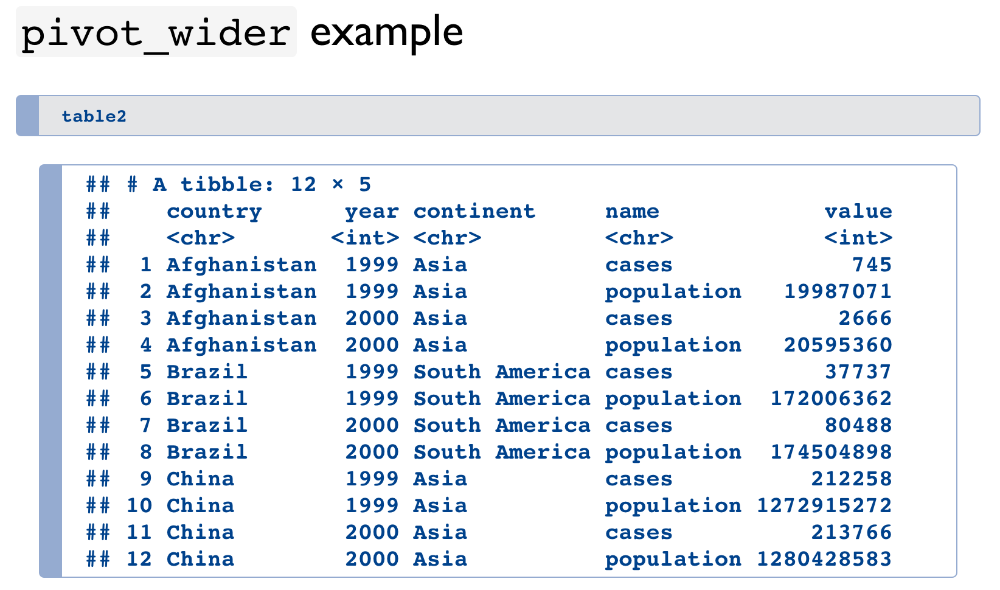 pivot_wider example
table2
## # A tibble: 12 × 5
##    country      year continent     name            value
##    <chr>       <int> <chr>         <chr>           <int>
##  1 Afghanistan  1999 Asia          cases             745
##  2 Afghanistan  1999 Asia          population   19987071
##  3 Afghanistan  2000 Asia          cases            2666
##  4 Afghanistan  2000 Asia          population   20595360
##  5 Brazil       1999 South America cases           37737
##  6 Brazil       1999 South America population  172006362
##  7 Brazil       2000 South America cases           80488
##  8 Brazil       2000 South America population  174504898
##  9 China        1999 Asia          cases          212258
## 10 China        1999 Asia          population 1272915272
## 11 China        2000 Asia          cases          213766
## 12 China        2000 Asia          population 1280428583